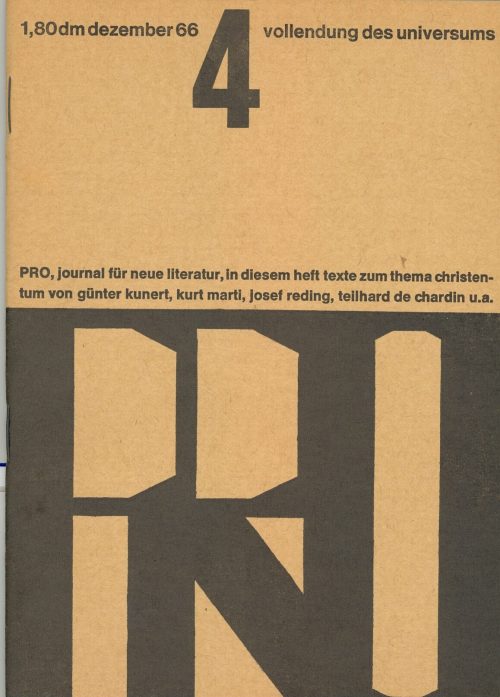 1,80dm dezember 66
4
vollendung des universums
PRO, journal für neue literatur, in diesem heft texte zum thema christen-
tum von günter kunert, kurt marti, josef reding, teilhard de chardin u.a.
PRO